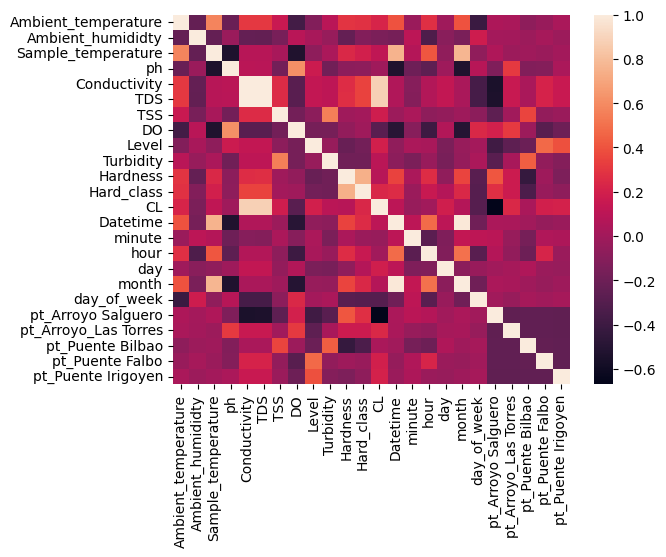 Ambient_temperature
Ambient_humididty
Sample_temperature
ph
Conductivity
TDS
TSS
DO
Level
Turbidity
Hardness
Hard_class
CL
Datetime
minute
hour
day
month
day_of_week
pt_Arroyo Salguero
pt_Arroyo_Las Torres
pt_Puente Bilbao
pt_Puente Falbo
pt_Puente Irigoyen
Ambient_temperature
Ambient_humididty
Sample_temperature
ph
Conductivity
TDS
TSS
DO
Level
Turbidity
Hardness
Hard_class
CL
Datetime
minute
hour
day
month
day_of_week
pt_Arroyo Salguero
pt_Arroyo_Las Torres
pt_Puente Bilbao
pt_Puente Falbo
pt_Puente Irigoyen
1.0
0.8
0.6
0.4
0.2
0.0
−0.2
−0.4
−0.6